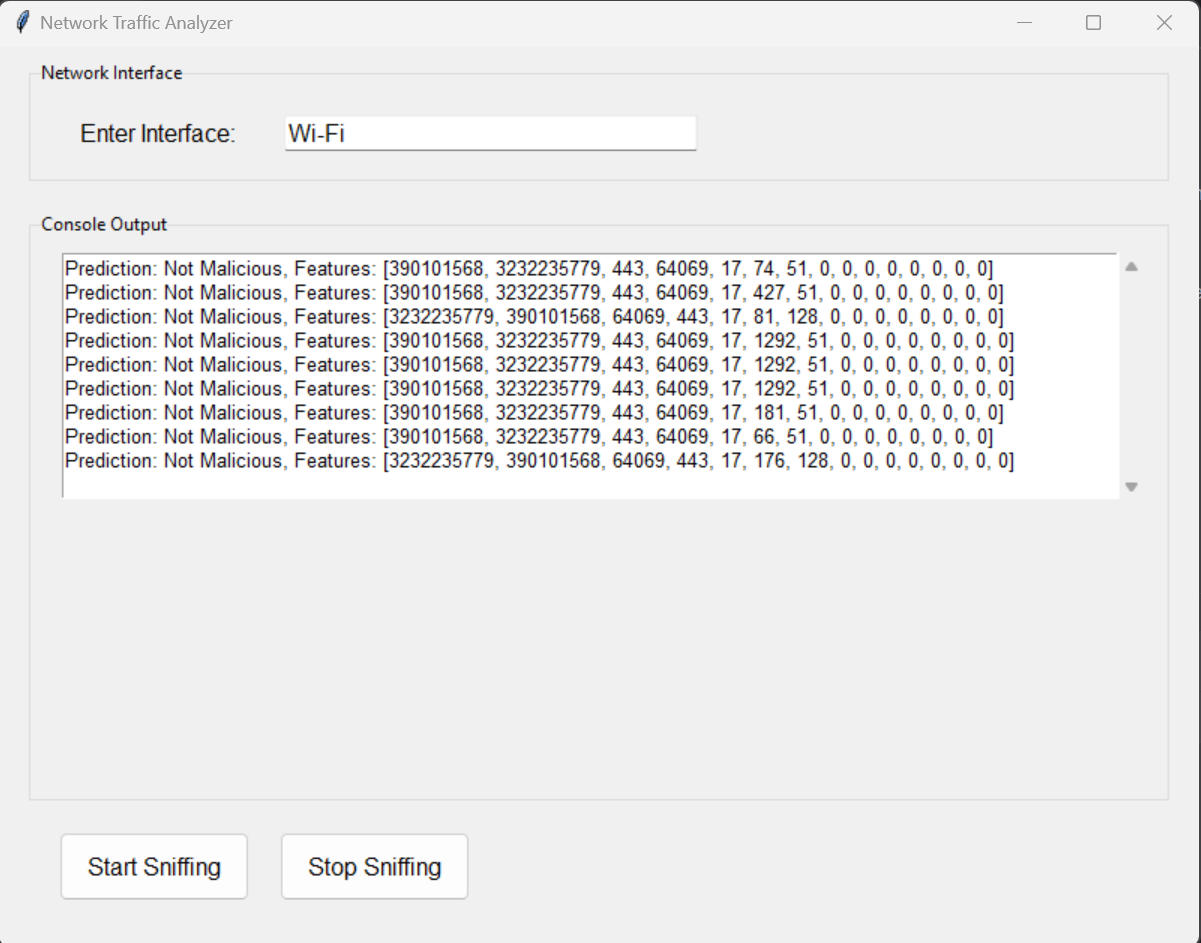 Network Traffic Analyzer
Network Interface
Enter Interface: Wi-Fi
Console Output
Prediction: Not Malicious, Features: [390101568, 3232235779, 443, 64069, 17, 74, 51, 0, 0, 0, 0, 0, 0, 0, 0]
Prediction: Not Malicious, Features: [390101568, 3232235779, 443, 64069, 17, 427, 51, 0, 0, 0, 0, 0, 0, 0, 0]
Prediction: Not Malicious, Features: [3232235779, 390101568, 64069, 443, 17, 81, 128, 0, 0, 0, 0, 0, 0, 0, 0]
Prediction: Not Malicious, Features: [390101568, 3232235779, 443, 64069, 17, 1292, 51, 0, 0, 0, 0, 0, 0, 0, 0]
Prediction: Not Malicious, Features: [390101568, 3232235779, 443, 64069, 17, 1292, 51, 0, 0, 0, 0, 0, 0, 0, 0]
Prediction: Not Malicious, Features: [390101568, 3232235779, 443, 64069, 17, 1292, 51, 0, 0, 0, 0, 0, 0, 0, 0]
Prediction: Not Malicious, Features: [390101568, 3232235779, 443, 64069, 17, 181, 51, 0, 0, 0, 0, 0, 0, 0, 0]
Prediction: Not Malicious, Features: [390101568, 3232235779, 443, 64069, 17, 66, 51, 0, 0, 0, 0, 0, 0, 0, 0]
Prediction: Not Malicious, Features: [3232235779, 390101568, 64069, 443, 17, 176, 128, 0, 0, 0, 0, 0, 0, 0, 0]
Start Sniffing
Stop Sniffing